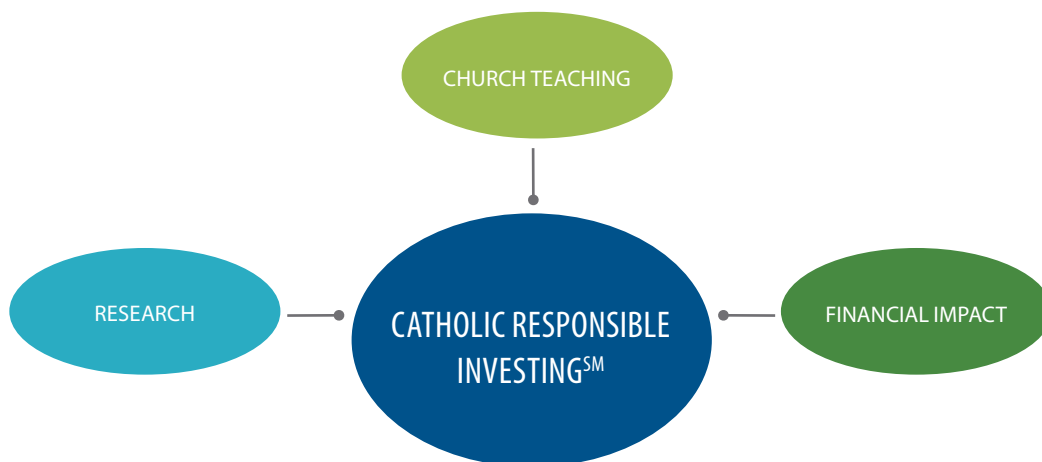 CHURCH TEACHING
RESEARCH
CATHOLIC RESPONSIBLE
INVESTING℠
FINANCIAL IMPACT